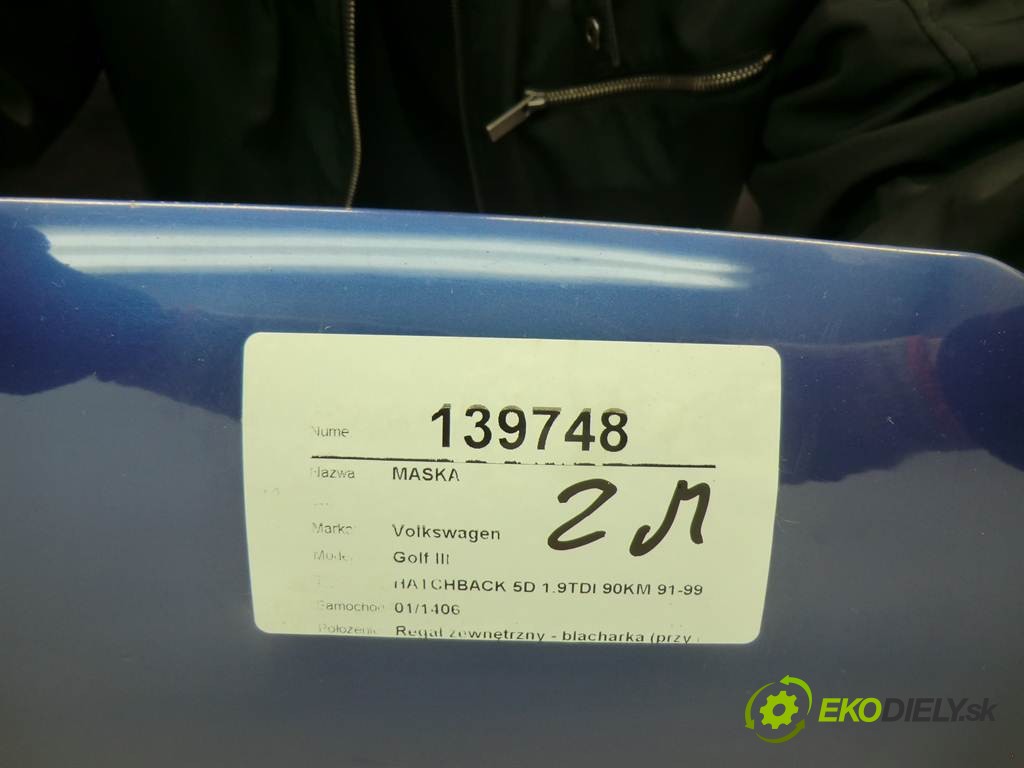 Nume 139748
Nazwa MASKA
2M
Marka Volkswagen
Model Golf III
HATCHBACK 5D 1.9TDI 90KM 91-99
Samochod 01/1406
Położenie Regał zewnętrzny - blacharka (przy
EKODIELY.sk